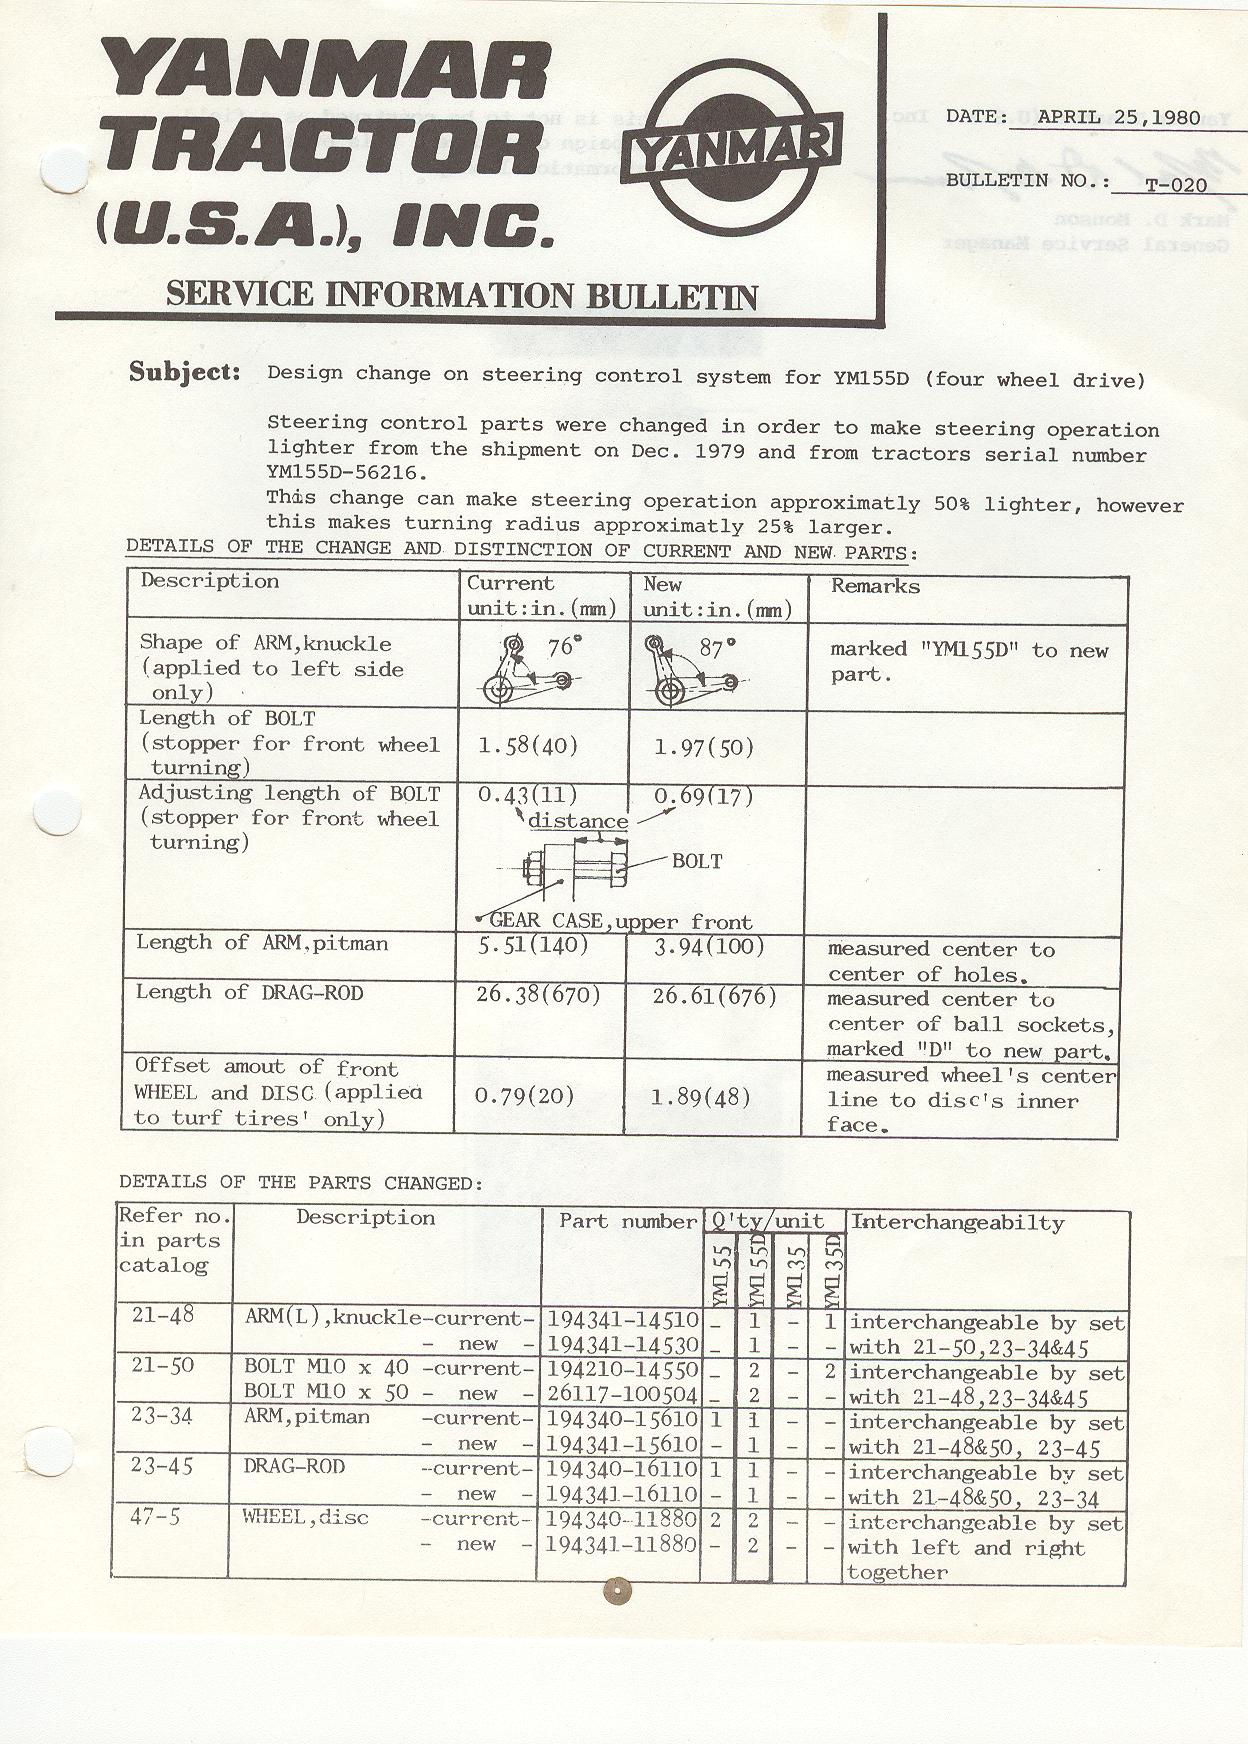 YANMAR
TRACTOR
(U.S.A.), INC.
YANMAR
SERVICE INFORMATION BULLETIN
DATE: APRIL 25,1980
BULLETIN NO.: T-020
Subject: Design change on steering control system for YM155D (four wheel drive)
Steering control parts were changed in order to make steering operation
lighter from the shipment on Dec. 1979 and from tractors serial number
YM155D-56216.
This change can make steering operation approximatly 50% lighter, however
this makes turning radius approximatly 25% larger.
DETAILS OF THE CHANGE AND DISTINCTION OF CURRENT AND NEW PARTS:
Description Current unit:in.(mm) New unit:in.(mm) Remarks
Shape of ARM,knuckle 76° 87° marked "YM155D" to new
(applied to left side part.
only)
Length of BOLT
(stopper for front wheel 1.58(40) 1.97(50)
turning)
Adjusting length of BOLT 0.43(11) 0.69(17)
(stopper for front wheel distance
turning)
BOLT
GEAR CASE,upper front
Length of ARM,pitman 5.51(140) 3.94(100) measured center to
center of holes.
Length of DRAG-ROD 26.38(670) 26.61(676) measured center to
center of ball sockets,
marked "D" to new part.
Offset amout of front measured wheel's center
WHEEL and DISC (applied 0.79(20) 1.89(48) line to disc's inner
to turf tires' only) face.
DETAILS OF THE PARTS CHANGED:
Refer no. Description Part number Q'ty/unit Interchangeabilty
in parts
catalog
YM155 YM155D YM135 YM135D
21-48 ARM(L),knuckle-current- 194341-14510 - 1 - 1 interchangeable by set
- new - 194341-14530 - 1 - - with 21-50,23-34&45
21-50 BOLT M10 x 40 -current- 194210-14550 - 2 - 2 interchangeable by set
BOLT M10 x 50 - new - 26117-100504 - 2 - - with 21-48,23-34&45
23-34 ARM,pitman -current- 194340-15610 1 1 - - interchangeable by set
- new - 194341-15610 - 1 - - with 21-48&50, 23-45
23-45 DRAG-ROD --current- 194340-16110 1 1 - - interchangeable by set
- new - 194341-16110 - 1 - - with 21-48&50, 23-34
47-5 WHEEL,disc -current- 194340-11880 2 2 - - interchangeable by set
- new - 194341-11880 - 2 - - with left and right
together